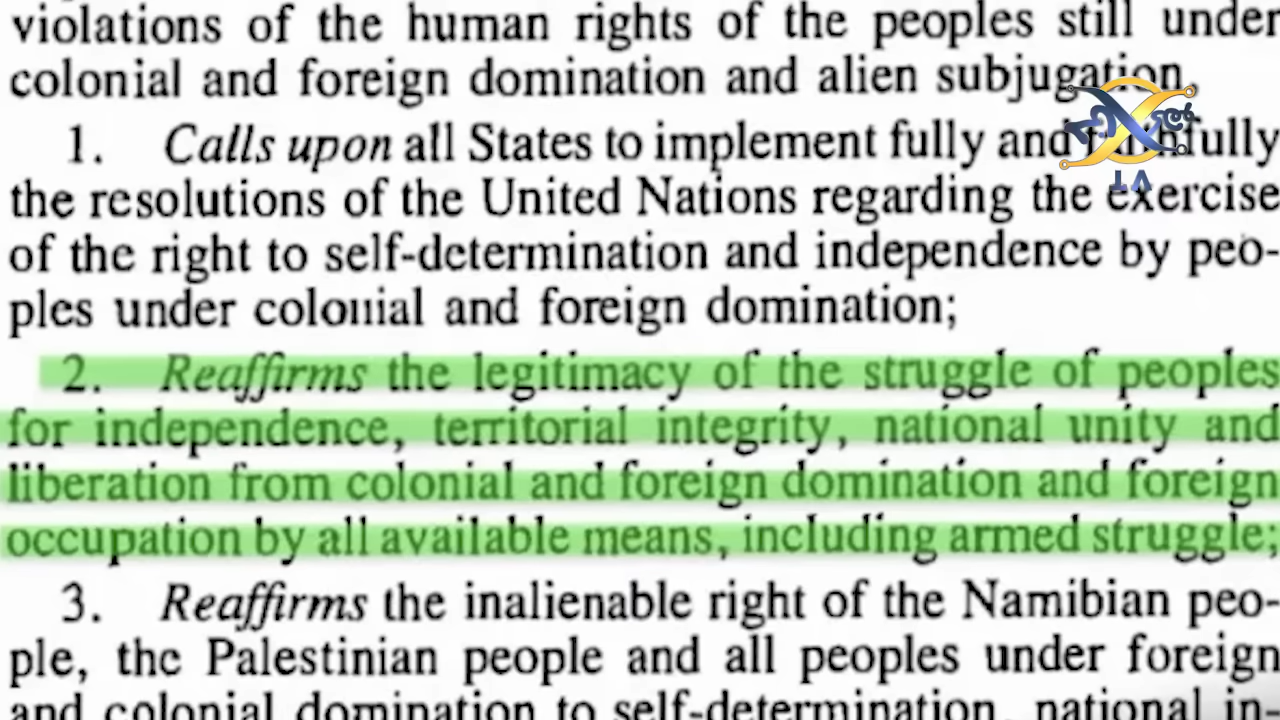 violations of the human rights of the peoples still under
colonial and foreign domination and alien subjugation,
1. Calls upon all States to implement fully and faithfully
the resolutions of the United Nations regarding the exercise
of the right to self-determination and independence by peo-
ples under colonial and foreign domination;
2. Reaffirms the legitimacy of the struggle of peoples
for independence, territorial integrity, national unity and
liberation from colonial and foreign domination and foreign
occupation by all available means, including armed struggle;
3. Reaffirms the inalienable right of the Namibian peo-
ple, the Palestinian people and all peoples under foreign
and colonial domination to self-determination, national in-